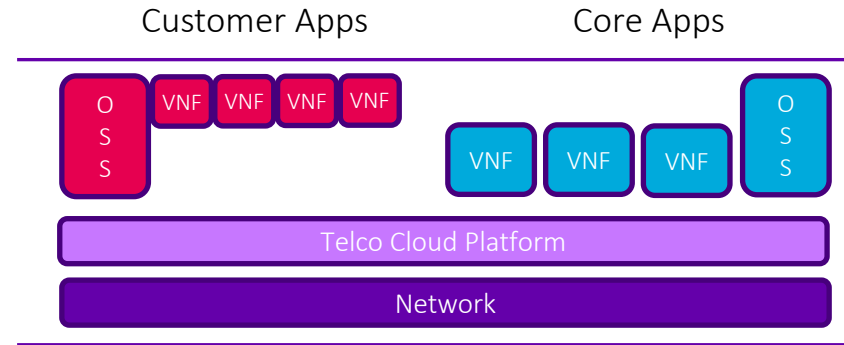 Customer Apps
Core Apps
O
S
S
VNF
VNF
VNF
VNF
VNF
VNF
VNF
O
S
S
Telco Cloud Platform
Network